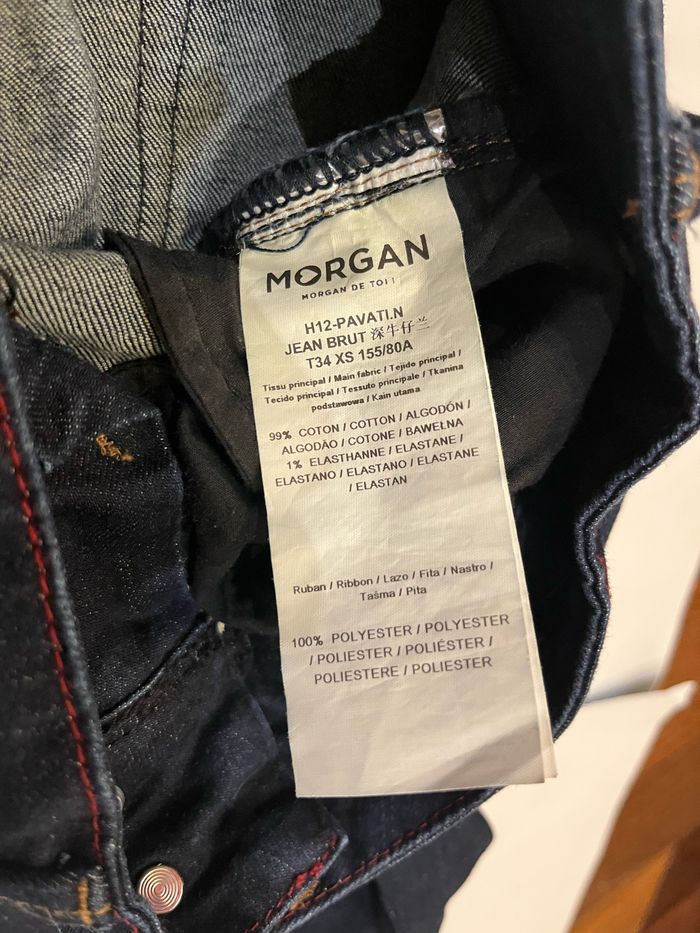 MORGAN
MORGAN DE TOI
H12-PAVATI.N
JEAN BRUT 深牛仔兰
T34 XS 155/80A
Tissu principal / Main fabric / Tejido principal /
Tecido principal / Tessuto principale / Tkanina
podstawowa / Kain utama
99% COTON / COTTON / ALGODÓN /
ALGODÃO / COTONE / BAWEŁNA
1% ELASTHANNE / ELASTANE /
ELASTANO / ELASTANO / ELASTANE
/ ELASTAN
Ruban / Ribbon / Lazo / Fita / Nastro /
Taśma / Pita
100% POLYESTER / POLYESTER
/ POLIESTER / POLIÉSTER /
POLIESTERE / POLIESTER